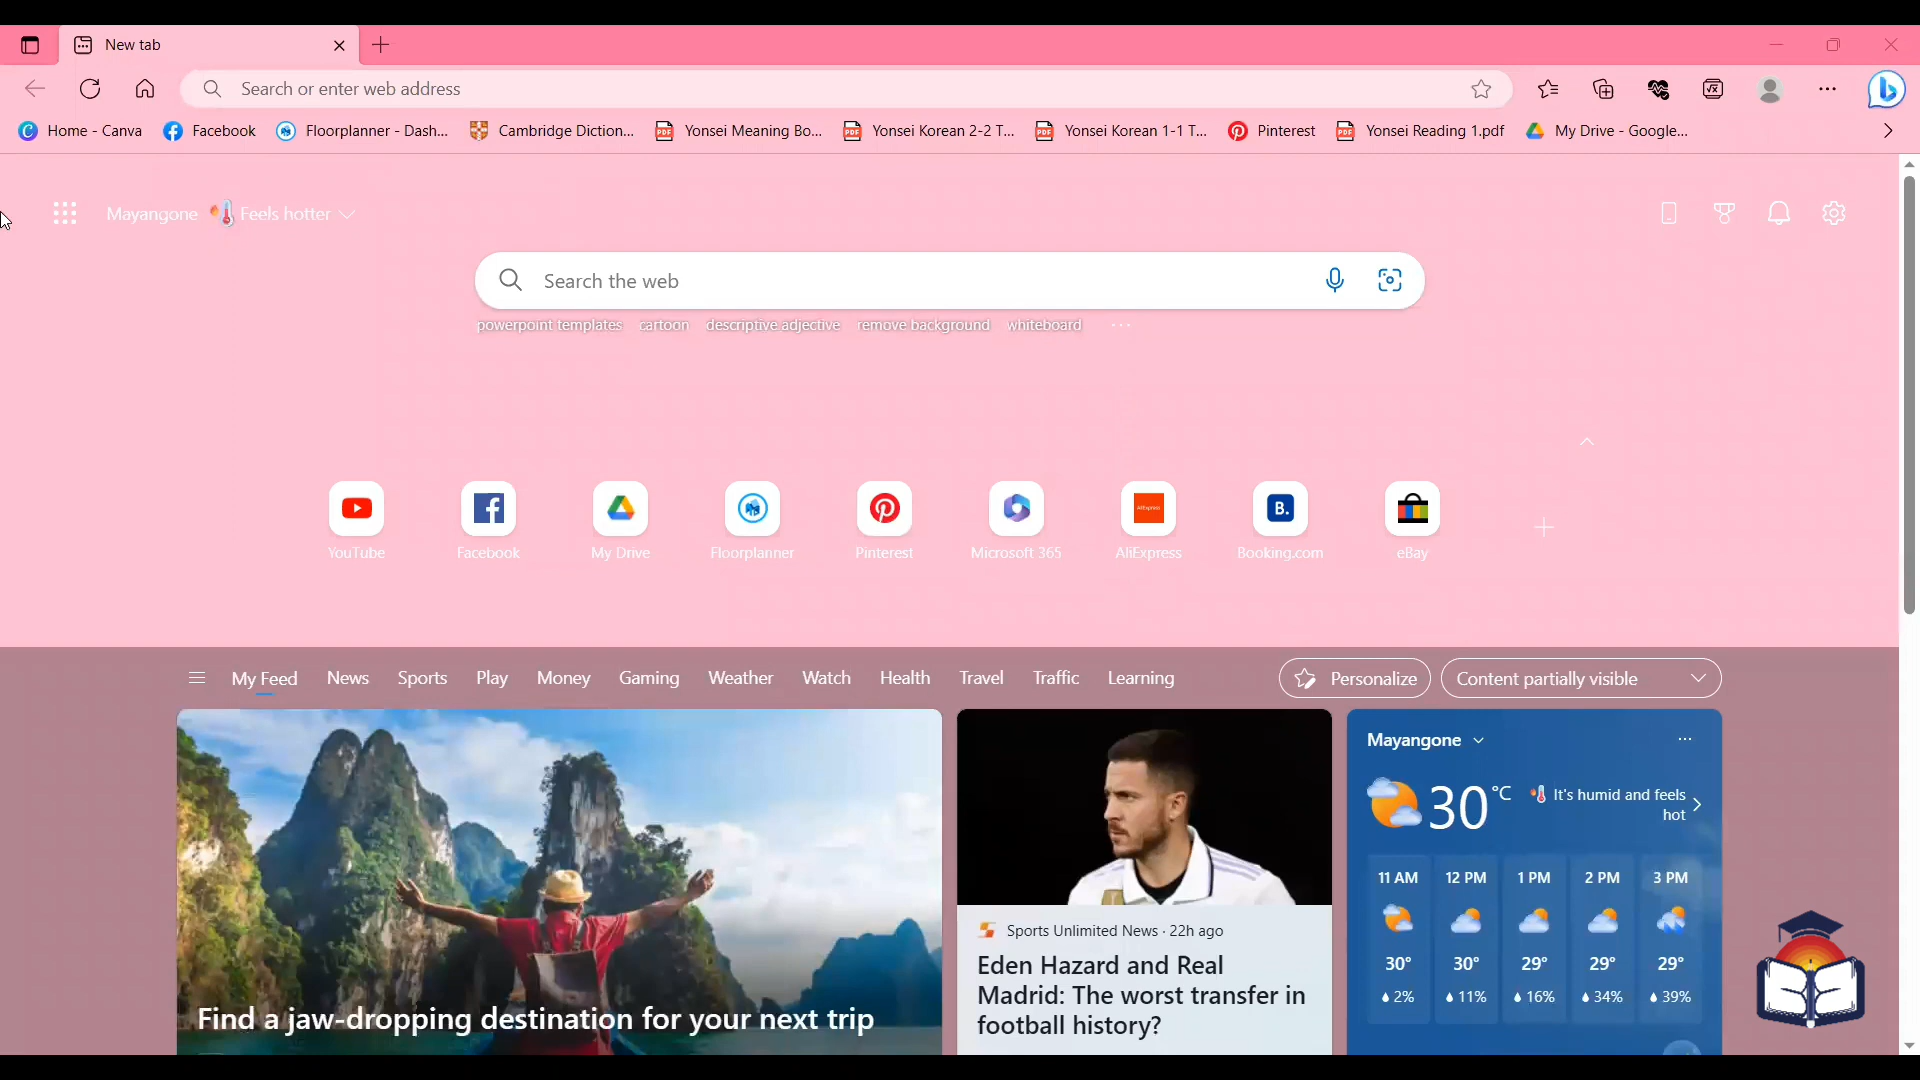 New tab
Search or enter web address
Home - Canva Facebook Floorplanner - Dash... Cambridge Diction... Yonsei Meaning Bo... Yonsei Korean 2-2 T... Yonsei Korean 1-1 T... Pinterest Yonsei Reading 1.pdf My Drive - Google...
Mayangone Feels hotter
Search the web
powerpoint templates cartoon descriptive adjective remove background whiteboard ...
YouTube Facebook My Drive Floorplanner Pinterest Microsoft 365 AliExpress Booking.com eBay
My Feed News Sports Play Money Gaming Weather Watch Health Travel Traffic Learning Personalize Content partially visible
Find a jaw-dropping destination for your next trip
Sports Unlimited News · 22h ago
Eden Hazard and Real
Madrid: The worst transfer in
football history?
Mayangone
30°C It's humid and feels
hot
11 AM 12 PM 1 PM 2 PM 3 PM
30° 30° 29° 29° 29°
2% 11% 16% 34% 39%